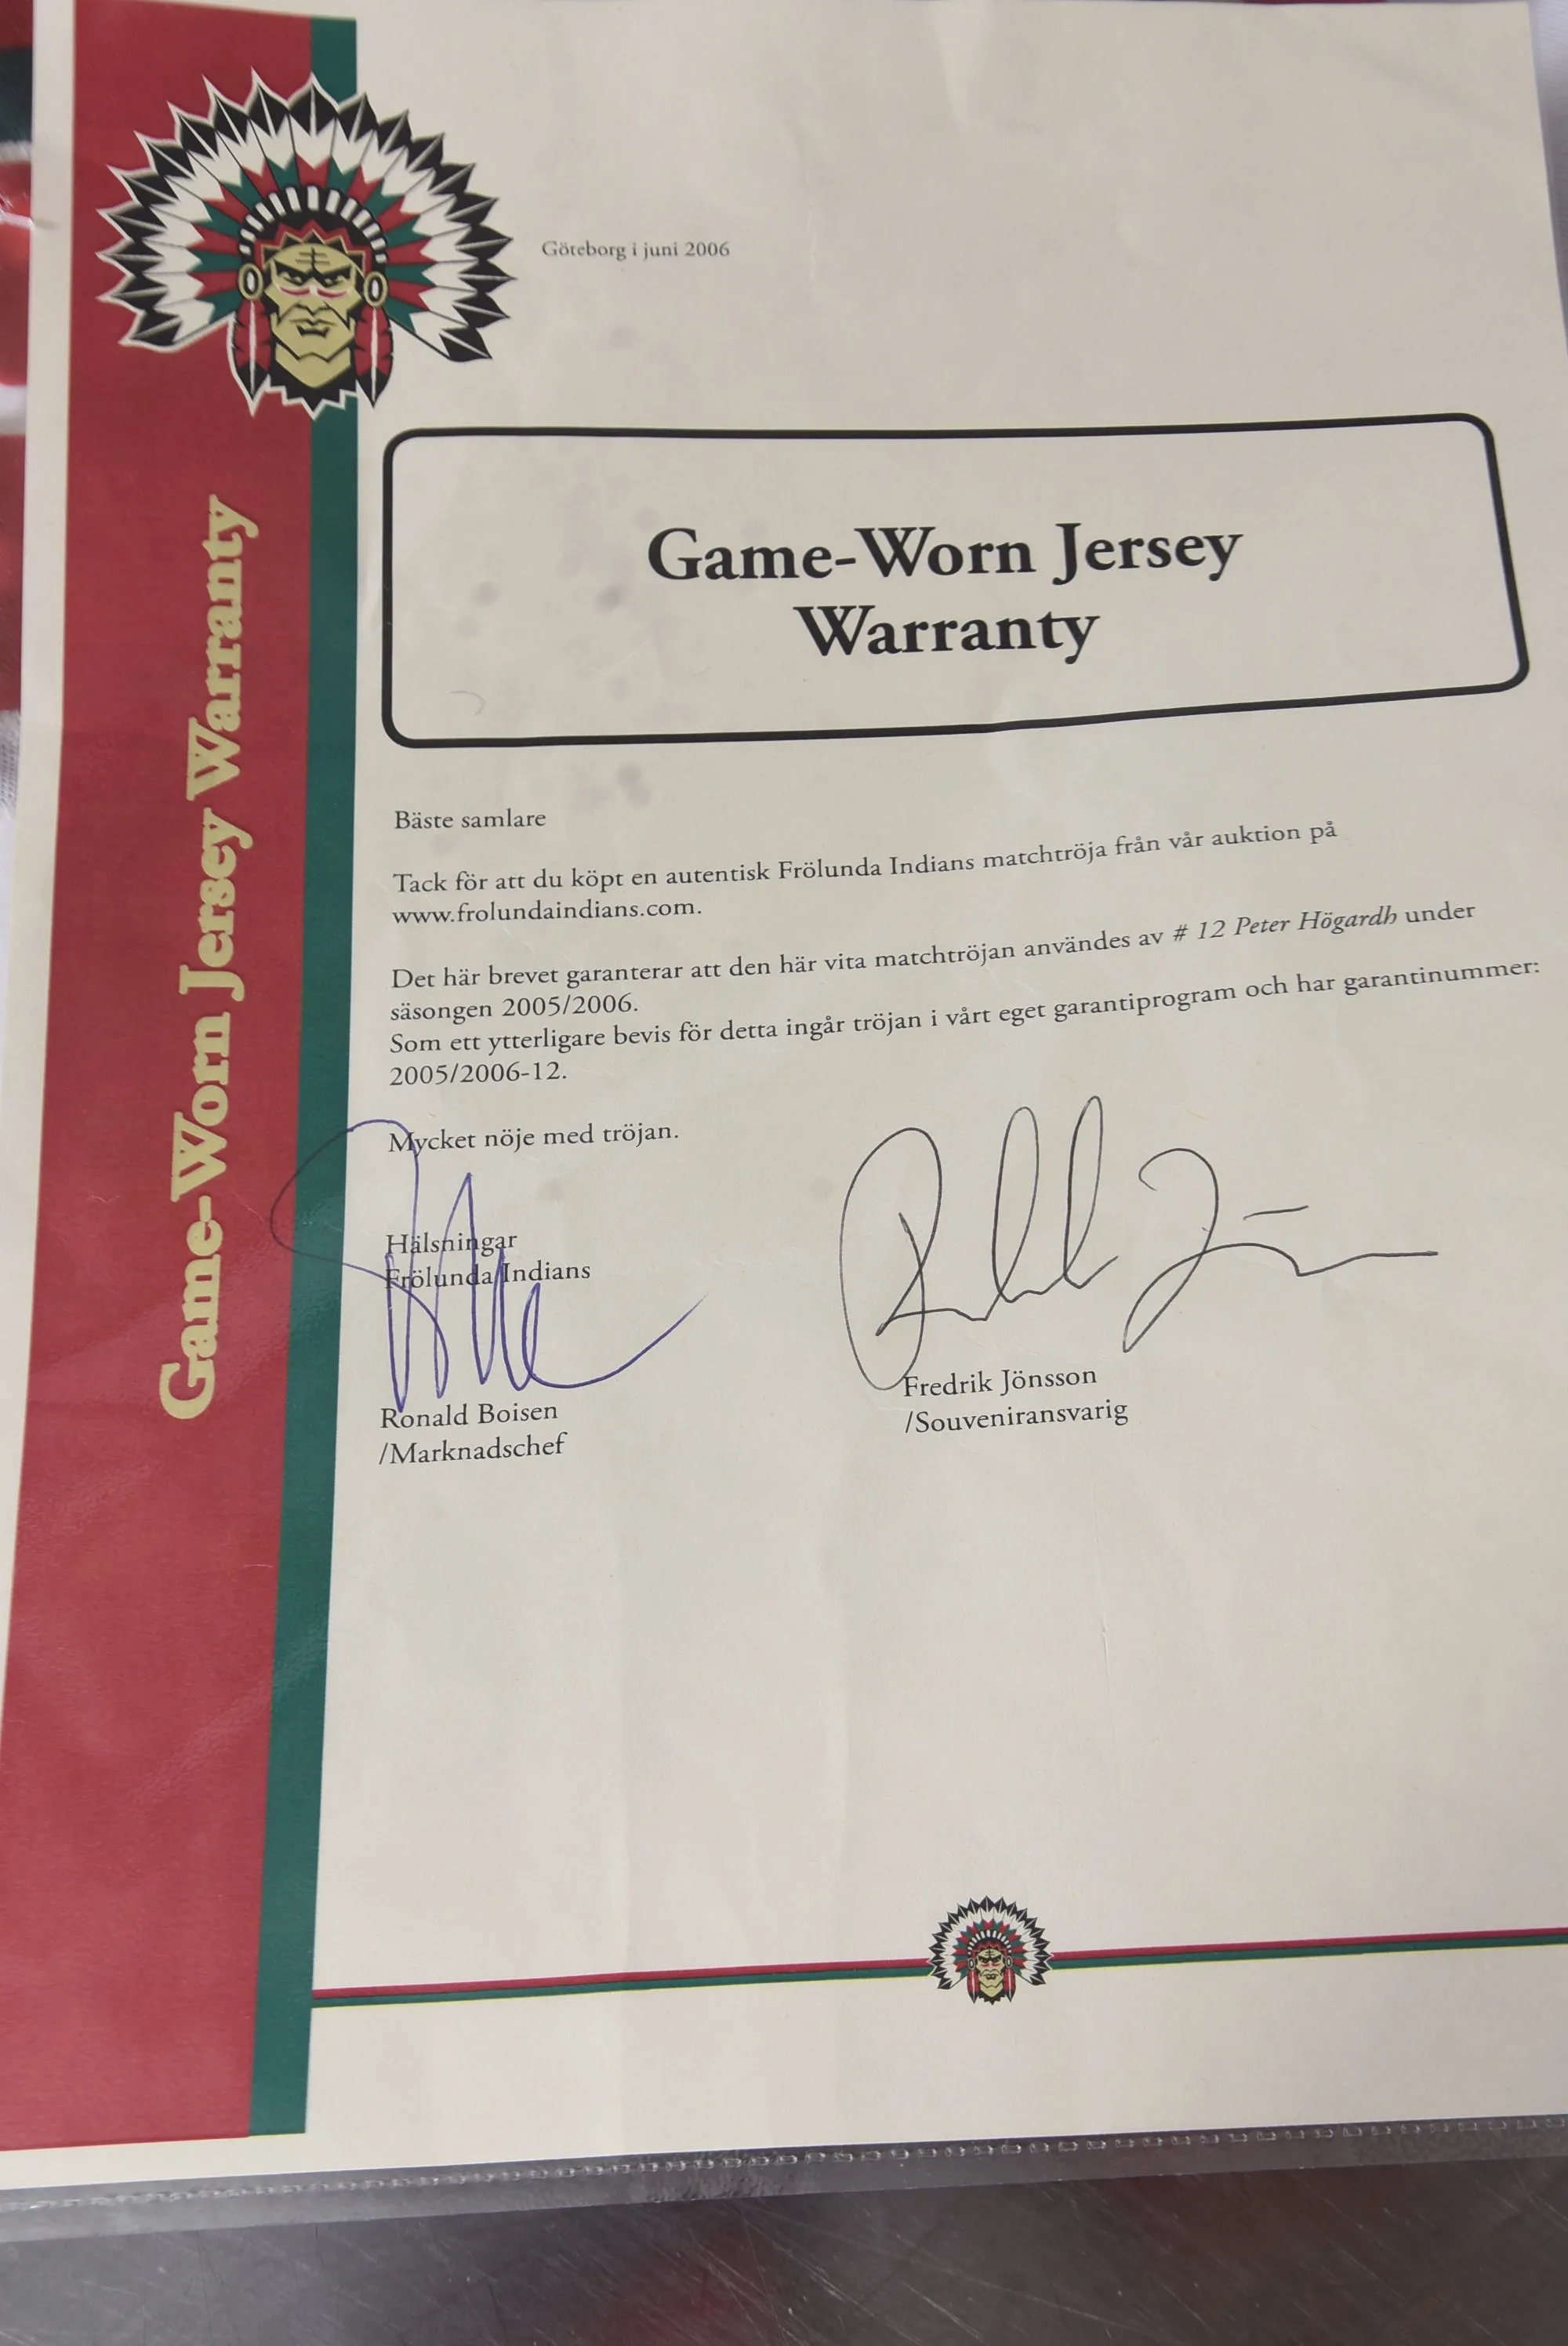 Göteborg i juni 2006
Game-Worn Jersey
Warranty
Game-Worn Jersey Warranty
Bäste samlare
Tack för att du köpt en autentisk Frölunda Indians matchtröja från vår auktion på
www.frolundaindians.com.
Det här brevet garanterar att den här vita matchtröjan användes av # 12 Peter Högardh under
säsongen 2005/2006.
Som ett ytterligare bevis för detta ingår tröjan i vårt eget garantiprogram och har garantinummer:
2005/2006-12.
Mycket nöje med tröjan.
Hälsningar
Frölunda Indians
Ronald Boisen
/Marknadschef
Fredrik Jönsson
/Souveniransvarig